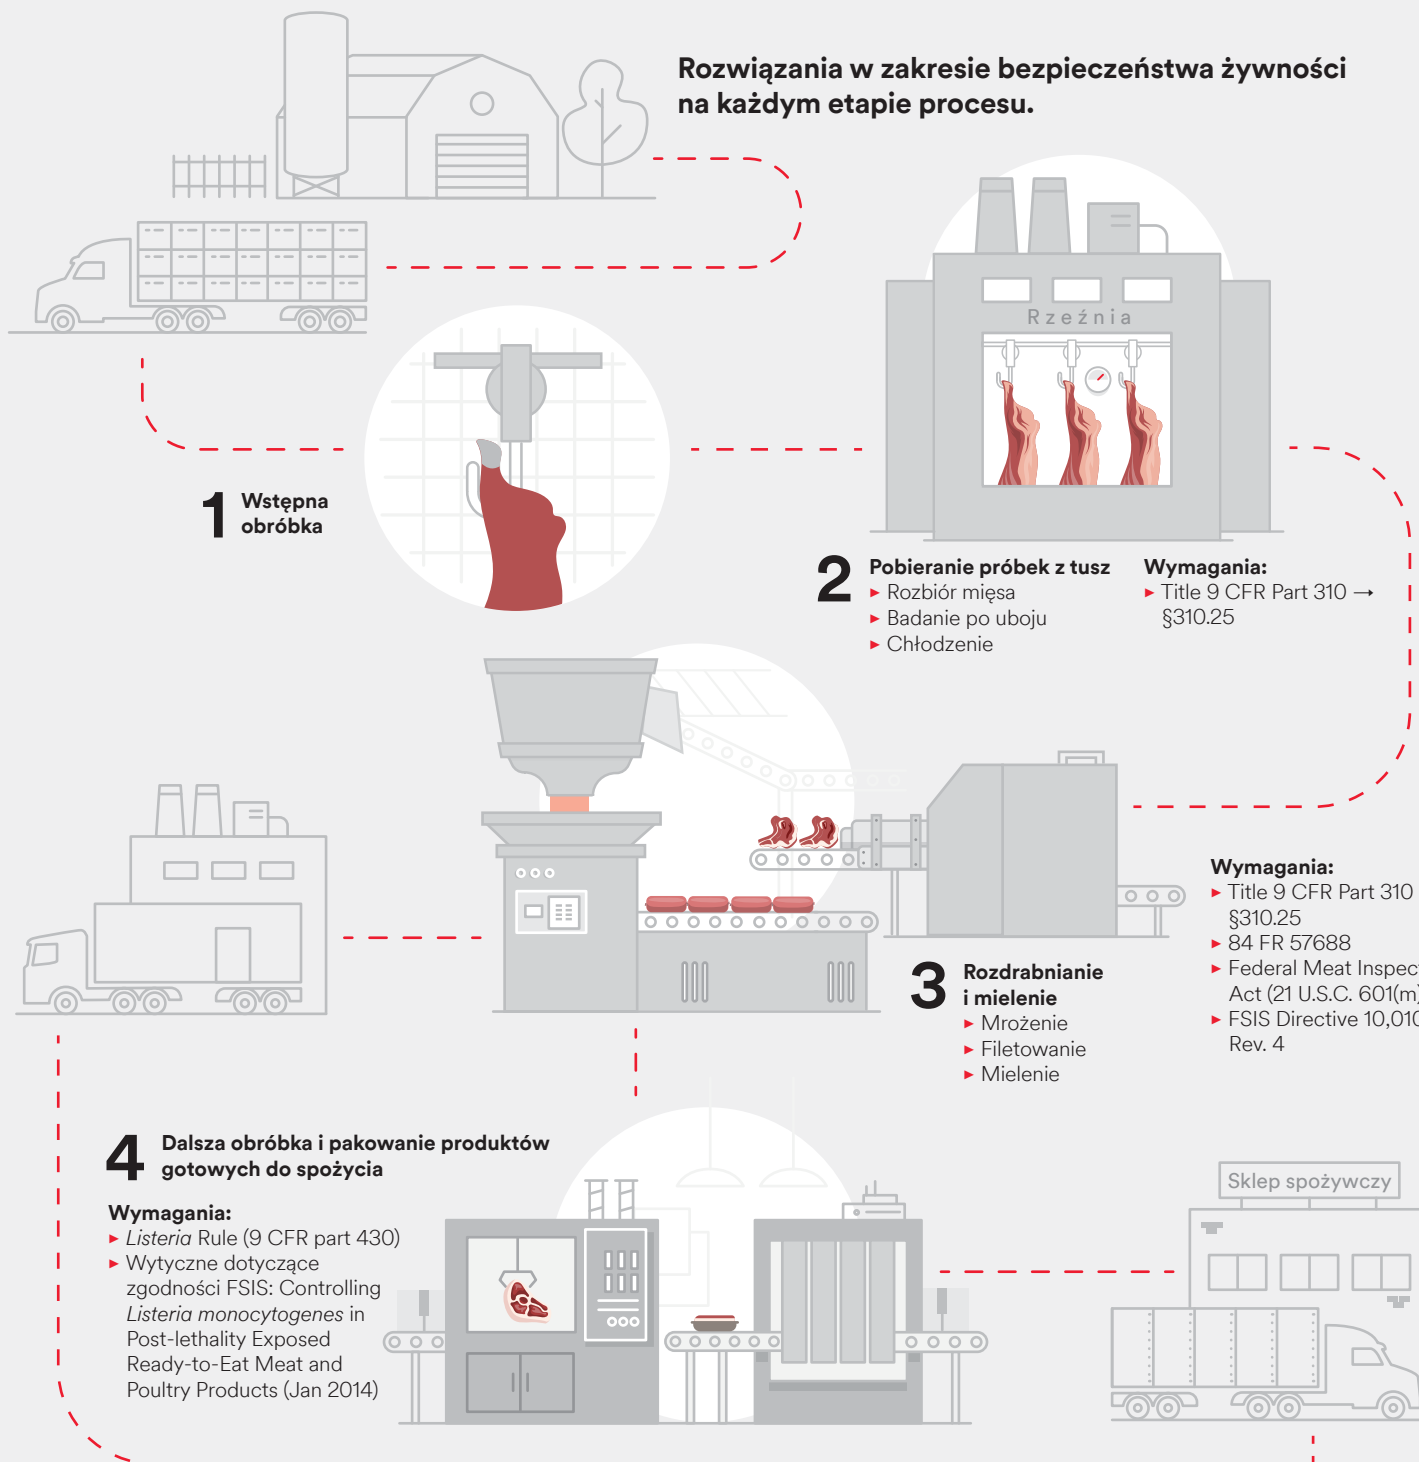 Rozwiązania w zakresie bezpieczeństwa żywności
na każdym etapie procesu.
Rzeźnia
1 Wstępna
obróbka
2 Pobieranie próbek z tusz
► Rozbiór mięsa
► Badanie po uboju
► Chłodzenie
Wymagania:
► Title 9 CFR Part 310 →
§310.25
3 Rozdrabnianie
i mielenie
► Mrożenie
► Filetowanie
► Mielenie
Wymagania:
► Title 9 CFR Part 310
§310.25
► 84 FR 57688
► Federal Meat Inspec
Act (21 U.S.C. 601(m)
► FSIS Directive 10,010
Rev. 4
4 Dalsza obróbka i pakowanie produktów
gotowych do spożycia
Wymagania:
► Listeria Rule (9 CFR part 430)
► Wytyczne dotyczące
zgodności FSIS: Controlling
Listeria monocytogenes in
Post-lethality Exposed
Ready-to-Eat Meat and
Poultry Products (Jan 2014)
Sklep spożywczy